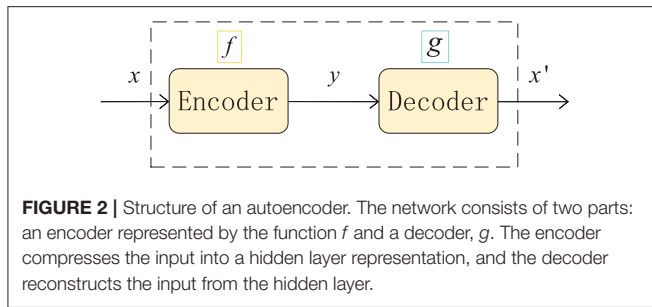 f g
x y x'
Encoder Decoder
FIGURE 2 | Structure of an autoencoder. The network consists of two parts:
an encoder represented by the function f and a decoder, g. The encoder
compresses the input into a hidden layer representation, and the decoder
reconstructs the input from the hidden layer.